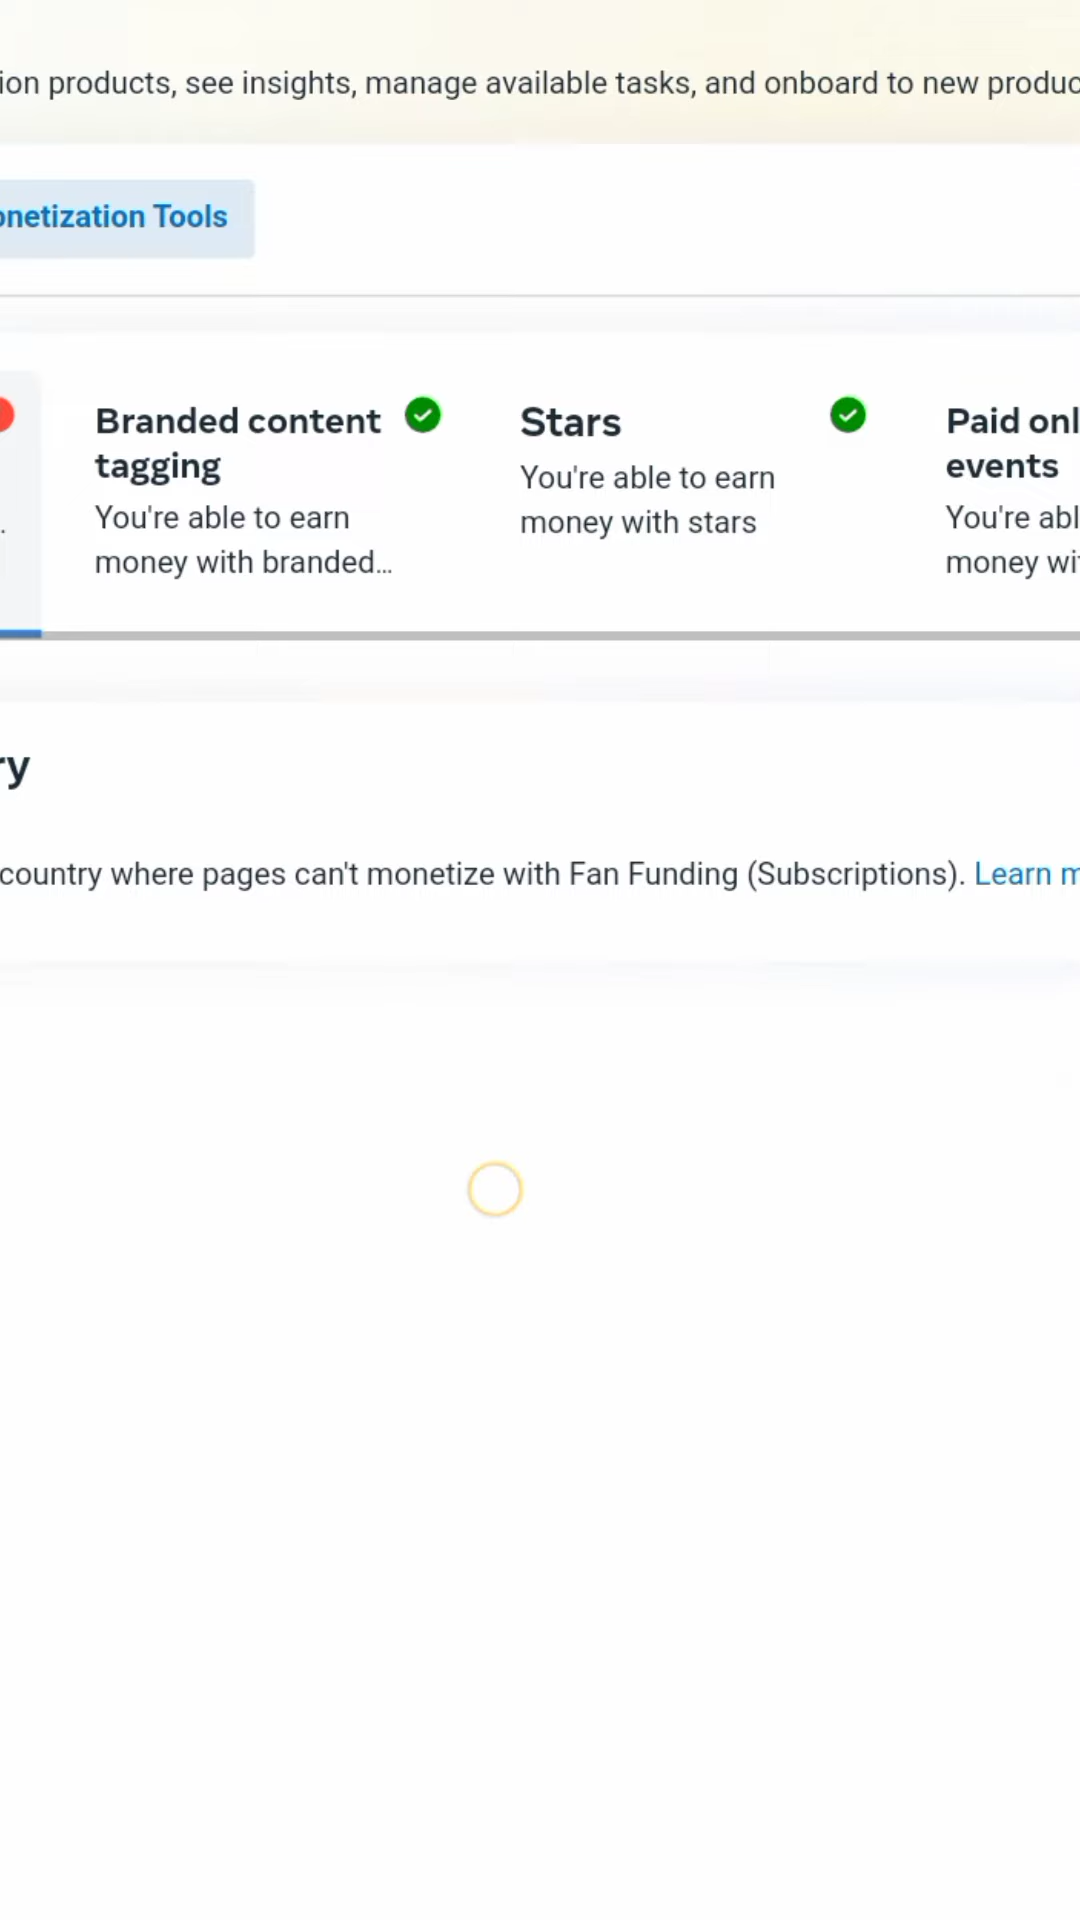 ion products, see insights, manage available tasks, and onboard to new produc
onetization Tools
Branded content
tagging
You're able to earn
money with branded...
Stars
You're able to earn
money with stars
Paid onl
events
You're abl
money wi
.
ry
country where pages can't monetize with Fan Funding (Subscriptions). Learn m